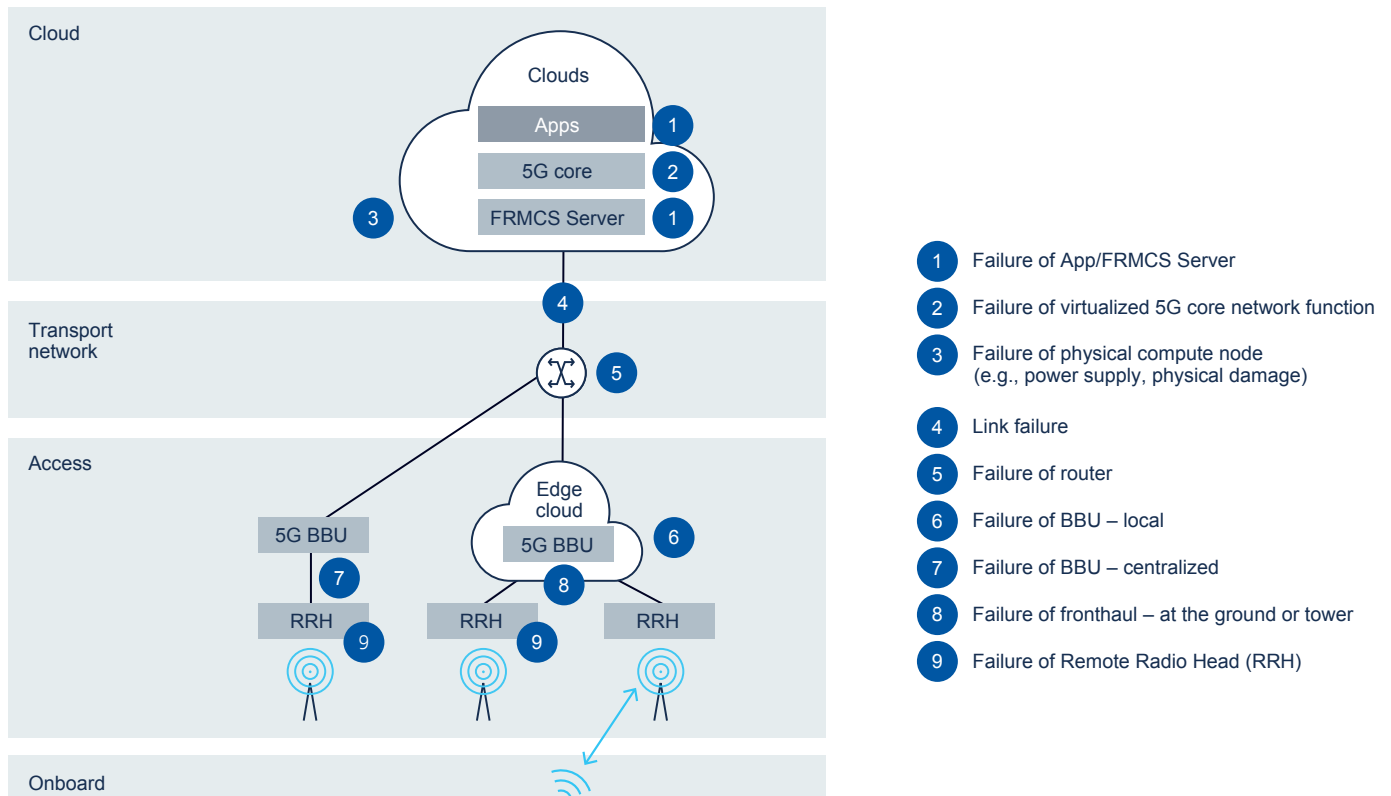 Cloud
Clouds
Apps
1
5G core
2
FRMCS Server
1
3
4
Transport
network
5
Access
Edge
cloud
5G BBU
5G BBU
6
7
8
RRH
9
RRH
9
RRH
Onboard
1 Failure of App/FRMCS Server
2 Failure of virtualized 5G core network function
3 Failure of physical compute node
(e.g., power supply, physical damage)
4 Link failure
5 Failure of router
6 Failure of BBU – local
7 Failure of BBU – centralized
8 Failure of fronthaul – at the ground or tower
9 Failure of Remote Radio Head (RRH)